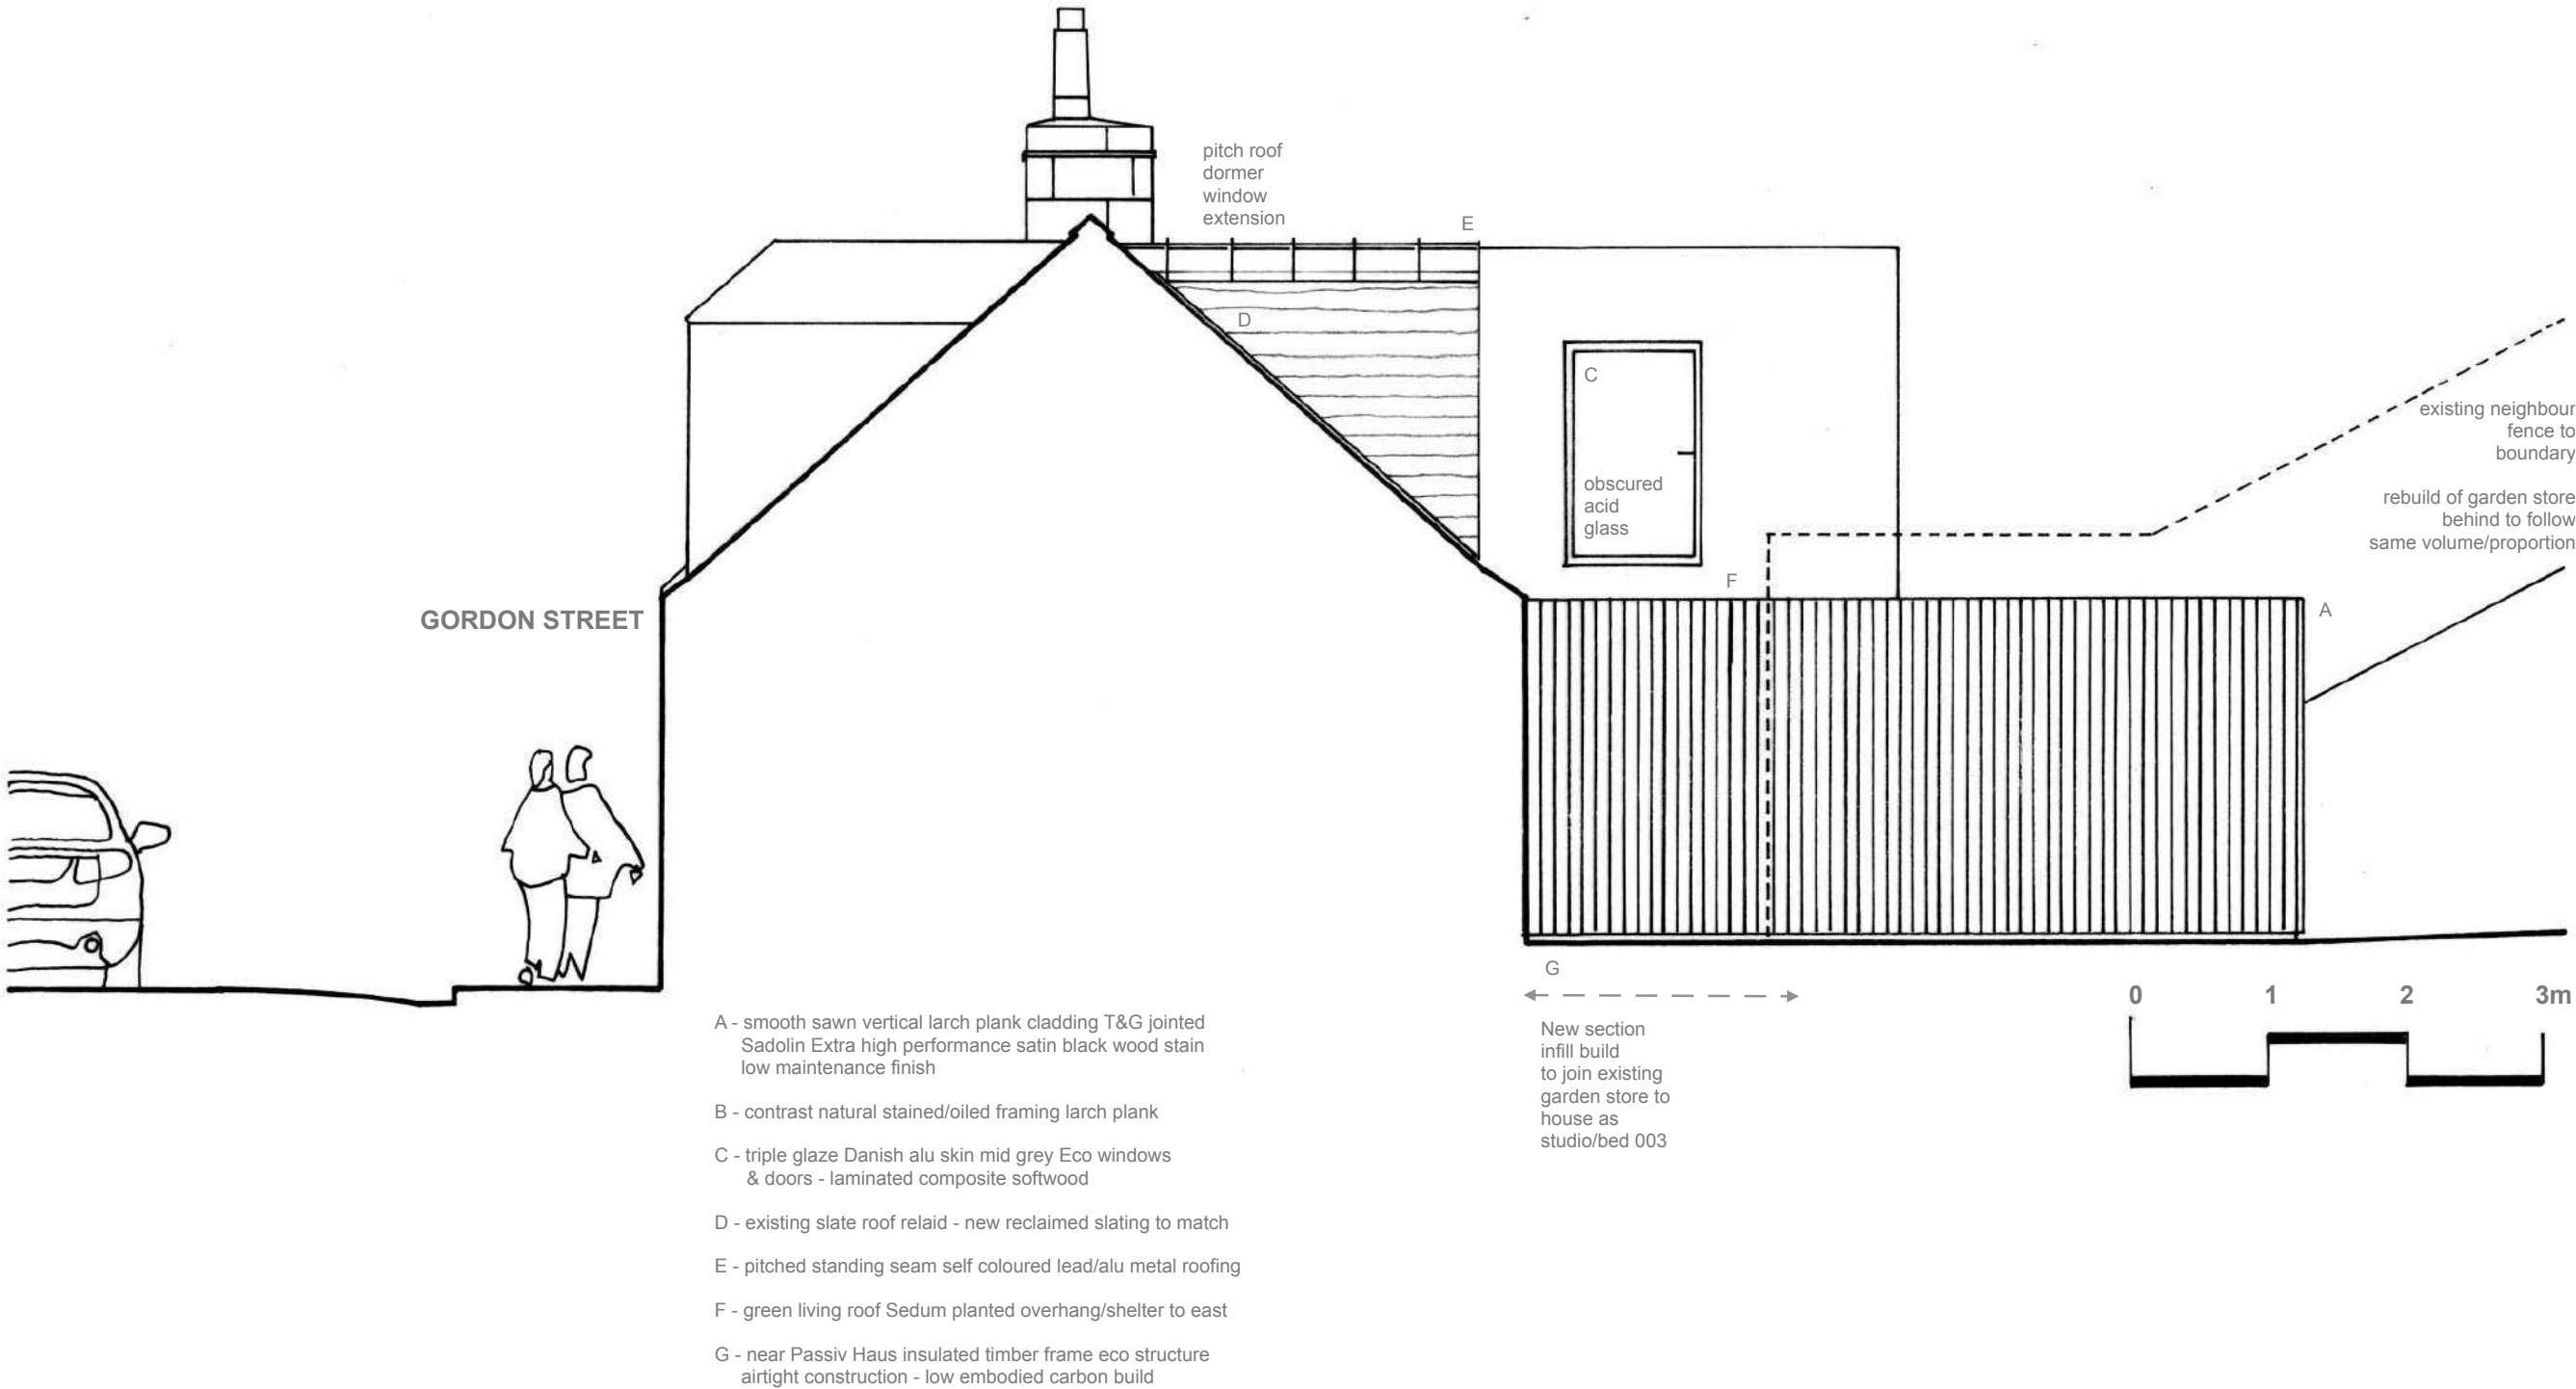 pitch roof
dormer
window
extension
E
D
C
obscured
acid
glass
existing neighbour
fence to
boundary
rebuild of garden store
behind to follow
same volume/proportion
F
A
GORDON STREET
G
0 1 2 3m
New section
infill build
to join existing
garden store to
house as
studio/bed 003
A - smooth sawn vertical larch plank cladding T&G jointed
Sadolin Extra high performance satin black wood stain
low maintenance finish
B - contrast natural stained/oiled framing larch plank
C - triple glaze Danish alu skin mid grey Eco windows
& doors - laminated composite softwood
D - existing slate roof relaid - new reclaimed slating to match
E - pitched standing seam self coloured lead/alu metal roofing
F - green living roof Sedum planted overhang/shelter to east
G - near Passiv Haus insulated timber frame eco structure
airtight construction - low embodied carbon build